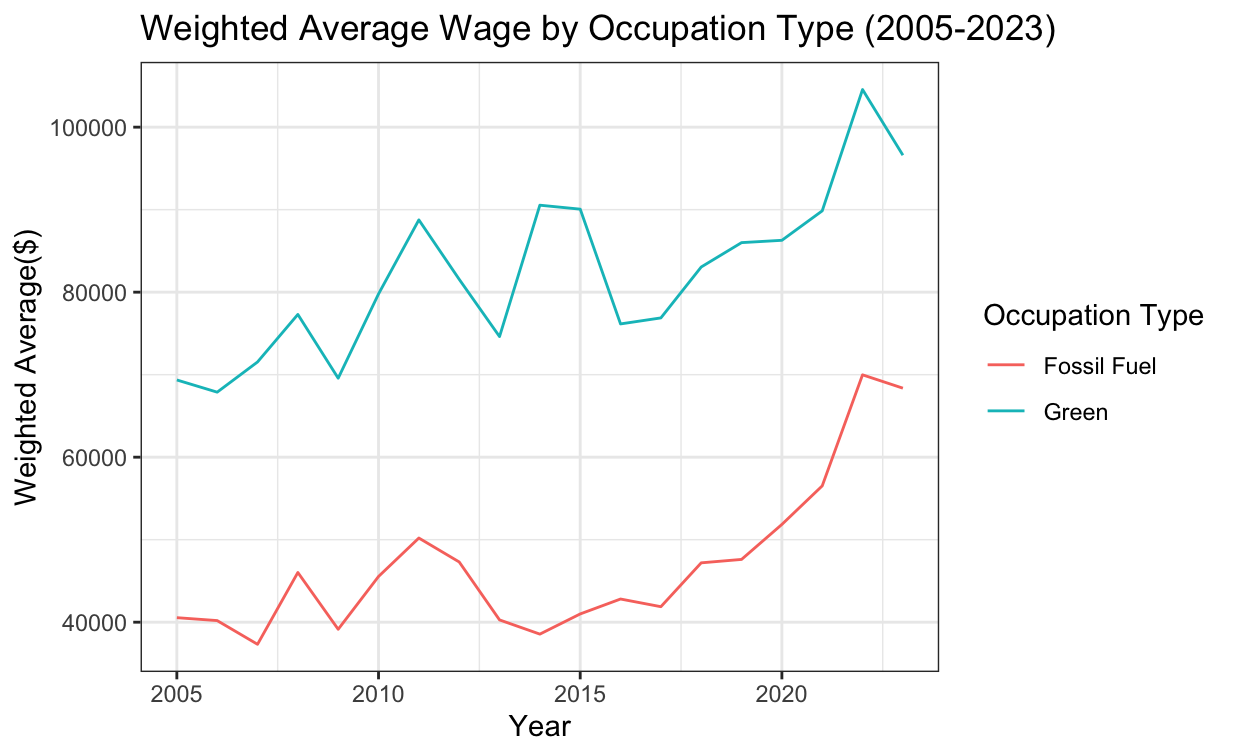 Weighted Average Wage by Occupation Type (2005-2023)
Weighted Average($)
100000
80000
60000
40000
2005 2010 2015 2020
Year
Occupation Type
Fossil Fuel
Green